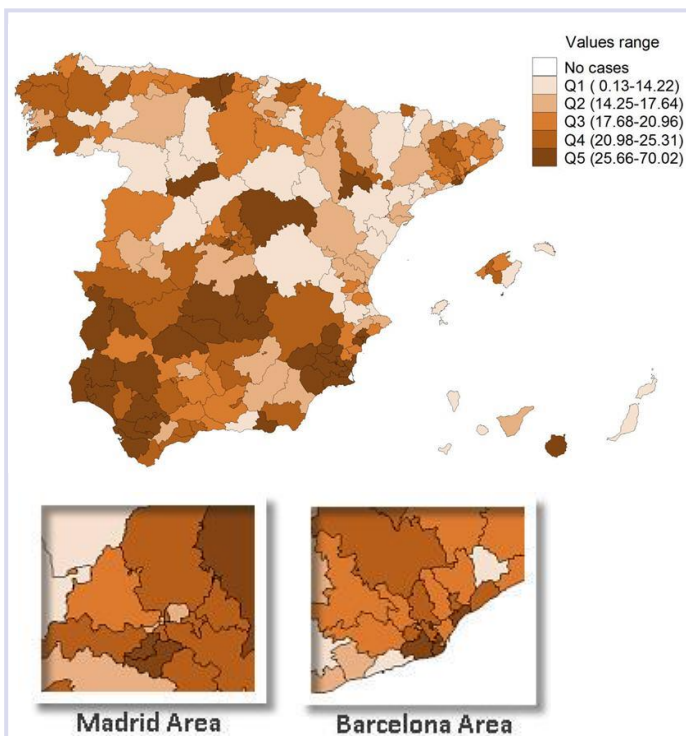 Values range
No cases
Q1 ( 0.13-14.22)
Q2 (14.25-17.64)
Q3 (17.68-20.96)
Q4 (20.98-25.31)
Q5 (25.66-70.02)
Madrid Area
Barcelona Area